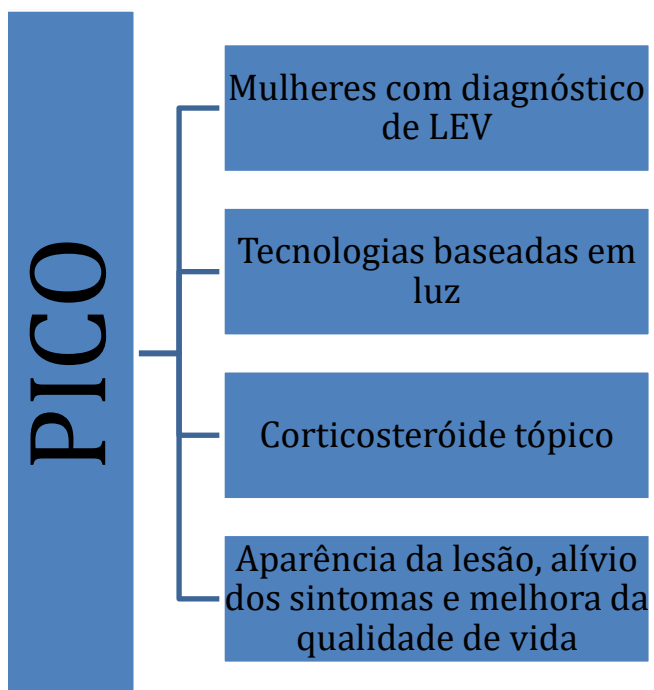 PICO
Mulheres com diagnóstico
de LEV
Tecnologias baseadas em
luz
Corticosteróide tópico
Aparência da lesão, alívio
dos sintomas e melhora da
qualidade de vida